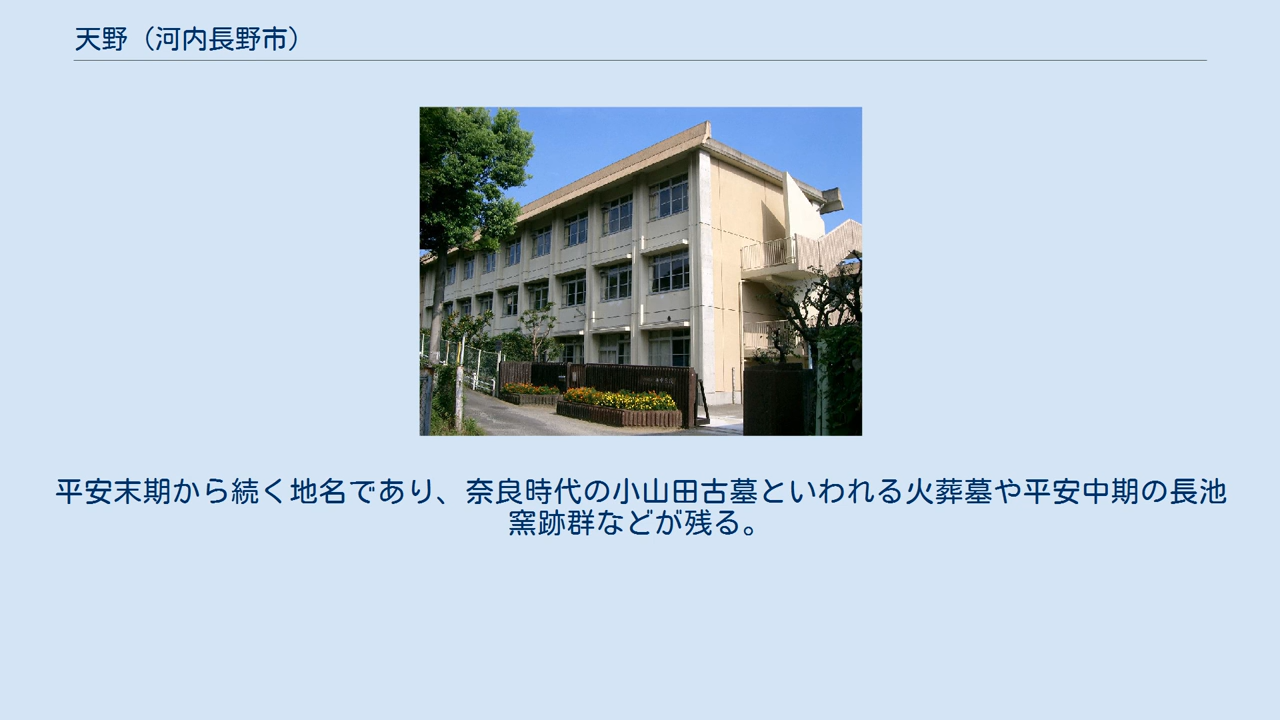 天野（河内長野市）
平安末期から続く地名であり、奈良時代の小山田古墓といわれる火葬墓や平安中期の長池
窯跡群などが残る。